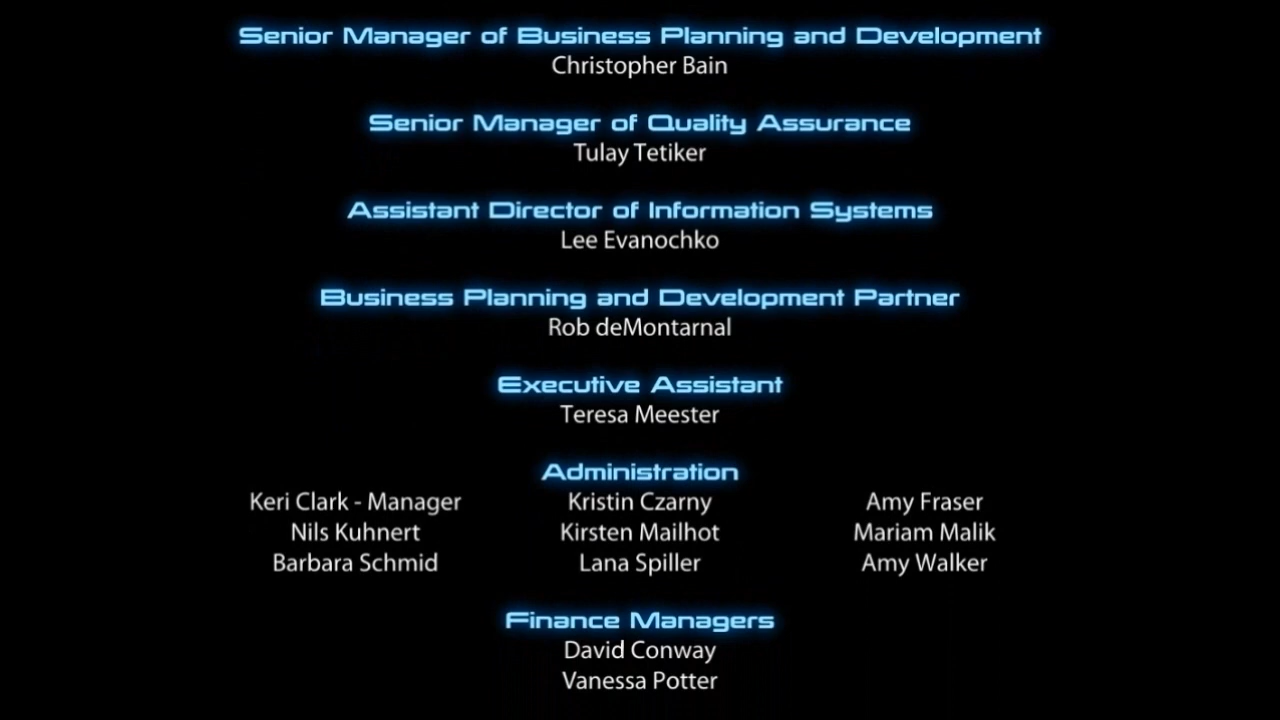 Senior Manager of Business Planning and Development
Christopher Bain
Senior Manager of Quality Assurance
Tulay Tetiker
Assistant Director of Information Systems
Lee Evanochko
Business Planning and Development Partner
Rob deMontarnal
Executive Assistant
Teresa Meester
Administration
Keri Clark - Manager Kristin Czarny Amy Fraser
Nils Kuhnert Kirsten Mailhot Mariam Malik
Barbara Schmid Lana Spiller Amy Walker
Finance Managers
David Conway
Vanessa Potter